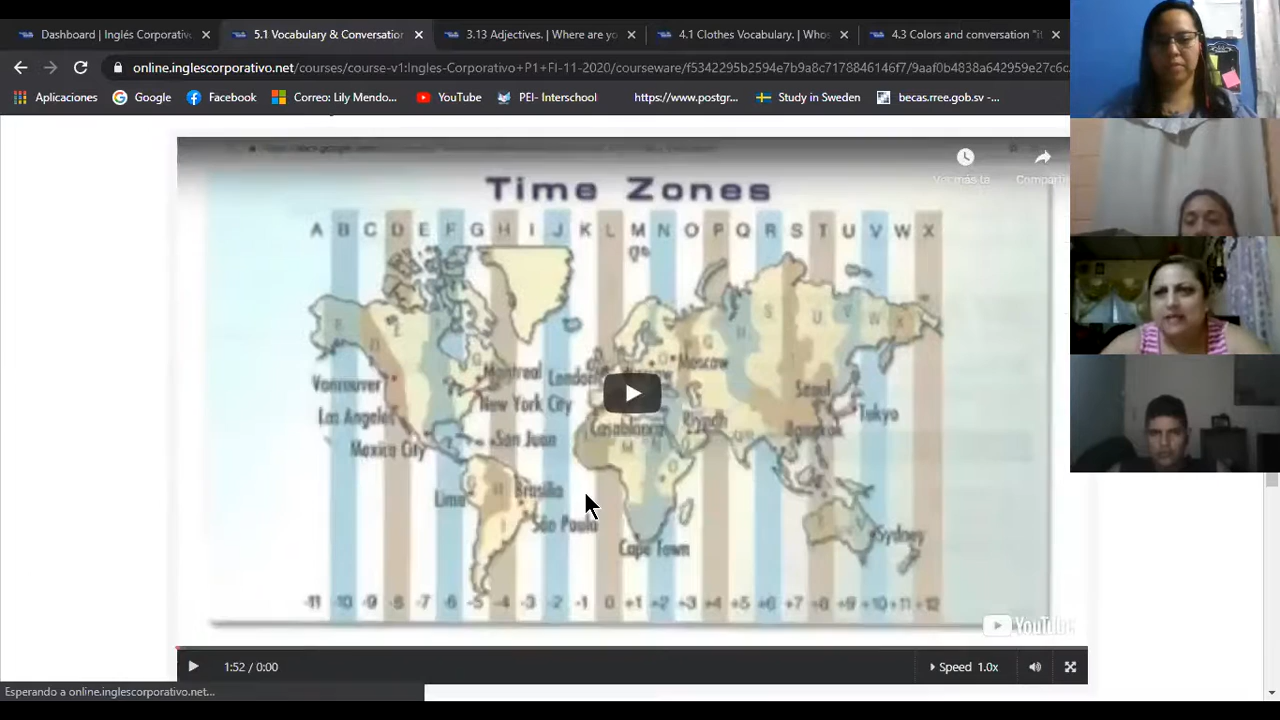 Dashboard | Inglés Corporativ
5.1 Vocabulary & Conversation
3.13 Adjectives. | Where are yo
4.1 Clothes Vocabulary. | Whos
4.3 Colors and conversation "it
online.inglescorporativo.net/courses/course-v1:Ingles-Corporativo
+FI-11-2020/courseware/f5342295b2594e7b9a8c7178846146f7/9aaf0b4838a642959e27c6c
Aplicaciones
Google
Facebook
Correo: Lily Mendo...
YouTube
PEI- Interschool
https://www.postgr...
Study in Sweden
becas.rree.gob.sv -...
Time Zones
A B C D E F G H I J K L M N O P Q R S T U V W X
Vancouver
Los Angeles
Mexico City
Montreal
New York City
San Juan
Lima
Brasilia
São Paulo
London
Casablanca
Cape Town
Moscow
Riyadh
Seoul
Bangkok
Tokyo
Sydney
-11 -10 -9 -8 -7 -6 -5 -4 -3 -2 -1 0 +1 +2 +3 +4 +5 +6 +7 +8 +9 +10 +11 +12
YouTube
1:52 / 0:00
Speed 1.0x
Esperando a online.inglescorporativo.net...